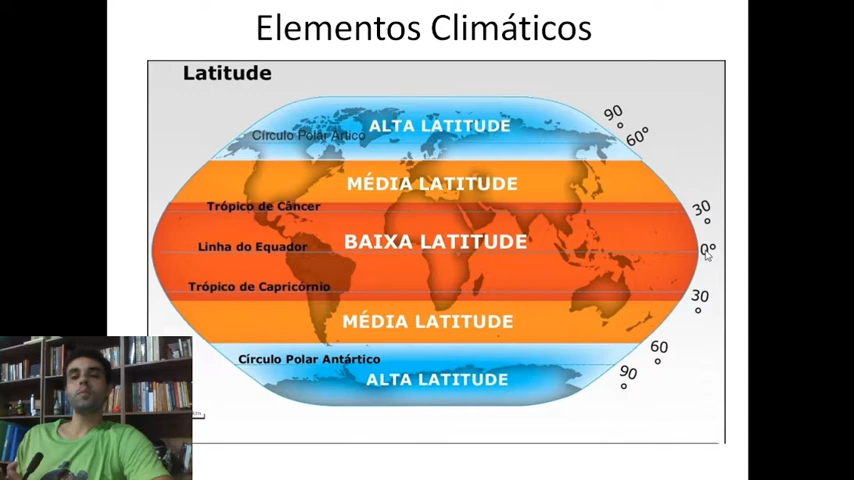 Elementos Climáticos
Latitude
ALTA LATITUDE
Círculo Polar Ártico
90°
60°
MÉDIA LATITUDE
Trópico de Câncer
30°
Linha do Equador
BAIXA LATITUDE
0°
Trópico de Capricórnio
30°
MÉDIA LATITUDE
60°
Círculo Polar Antártico
ALTA LATITUDE
90°